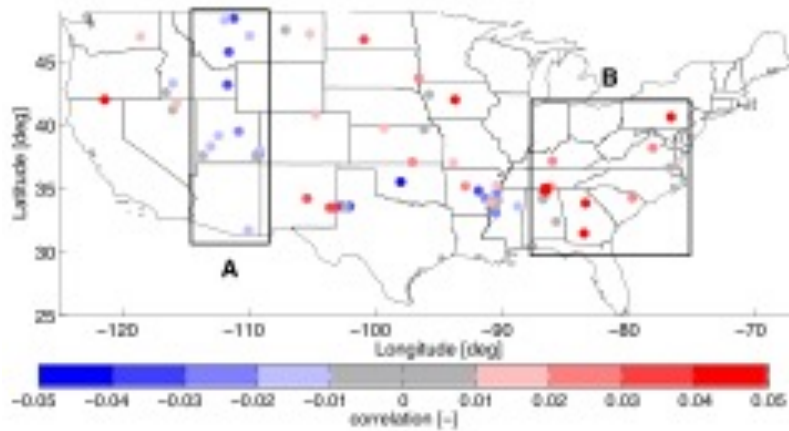 45
40
35
30
25
Latitude [deg]
A
B
−120 −110 −100 −90 −80 −70
Longitude [deg]
−0.05 −0.04 −0.03 −0.02 −0.01 0 0.01 0.02 0.03 0.04 0.05
correlation [−]